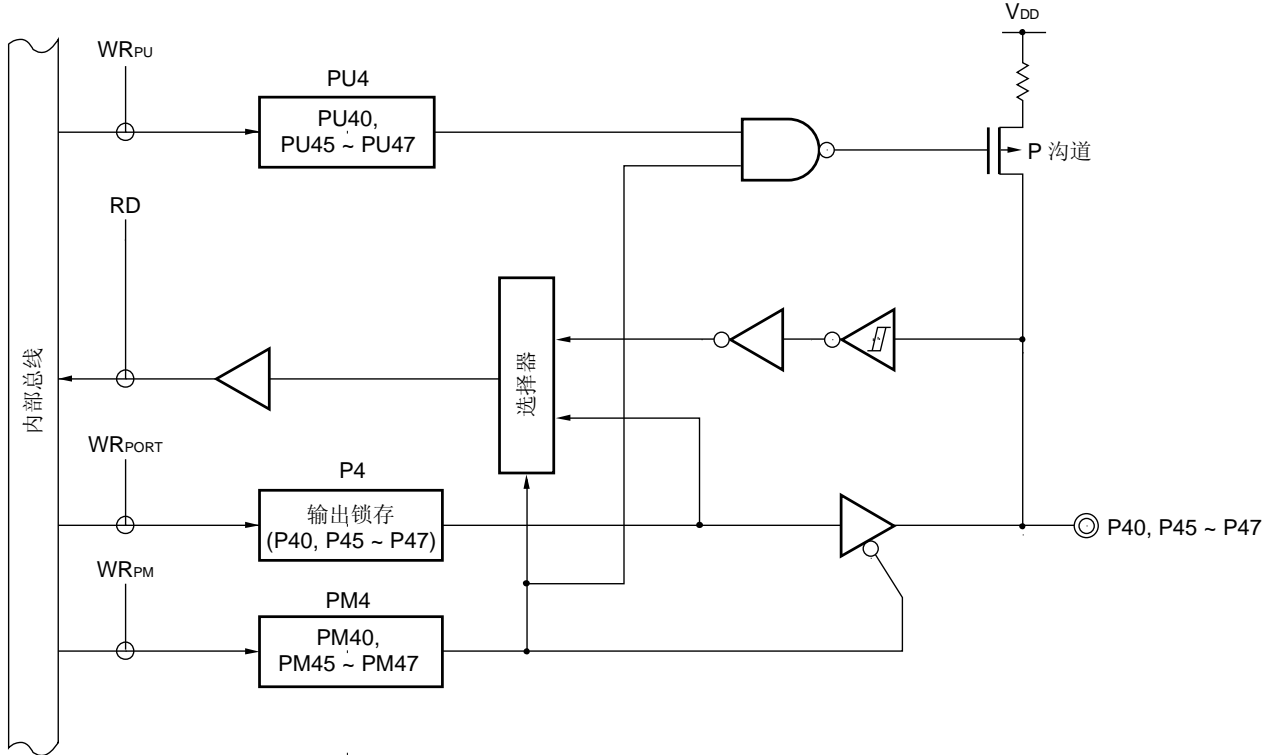 VDD
WRPU
PU4
PU40,
PU45 ~ PU47
P 沟道
RD
内部总线
选择器
WRPORT
P4
输出锁存
(P40, P45 ~ P47)
P40, P45 ~ P47
WRPM
PM4
PM40,
PM45 ~ PM47